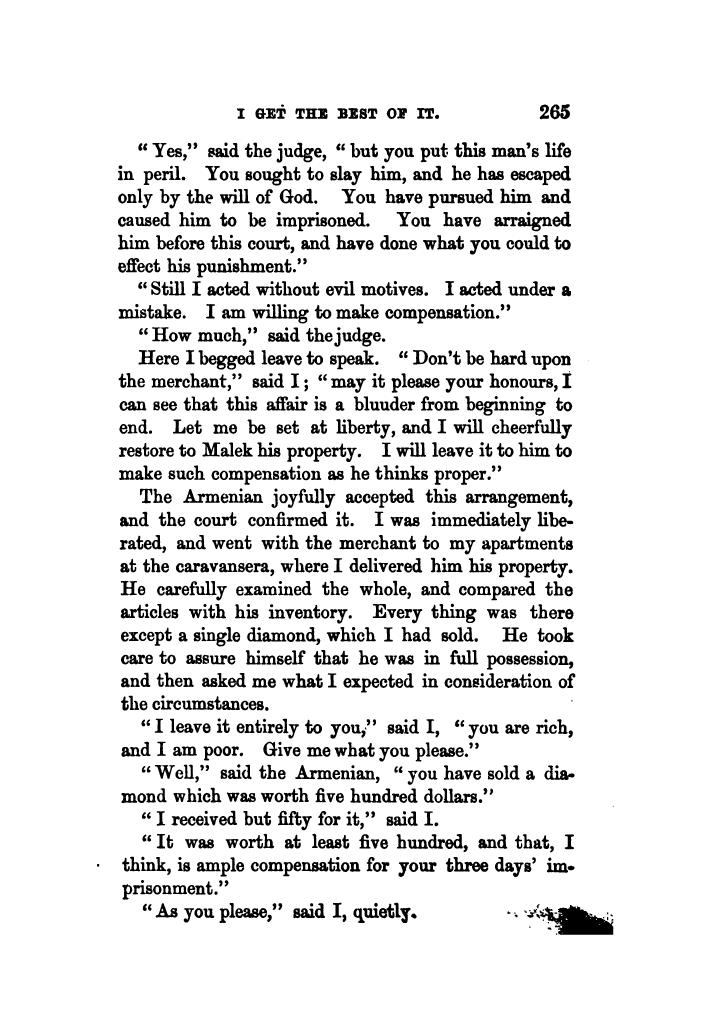 I GET THE BEST OF IT. 265
“Yes,” said the judge, “but you put this man’s life
in peril. You sought to slay him, and he has escaped
only by the will of God. You have pursued him and
caused him to be imprisoned. You have arraigned
him before this court, and have done what you could to
effect his punishment.”
“Still I acted without evil motives. I acted under a
mistake. I am willing to make compensation.”
“How much,” said the judge.
Here I begged leave to speak. “Don’t be hard upon
the merchant,” said I; “may it please your honours, I
can see that this affair is a bluuder from beginning to
end. Let me be set at liberty, and I will cheerfully
restore to Malek his property. I will leave it to him to
make such compensation as he thinks proper.”
The Armenian joyfully accepted this arrangement,
and the court confirmed it. I was immediately libe-
rated, and went with the merchant to my apartments
at the caravansera, where I delivered him his property.
He carefully examined the whole, and compared the
articles with his inventory. Every thing was there
except a single diamond, which I had sold. He took
care to assure himself that he was in full possession,
and then asked me what I expected in consideration of
the circumstances.
“I leave it entirely to you,” said I, “you are rich,
and I am poor. Give me what you please.”
“Well,” said the Armenian, “you have sold a dia-
mond which was worth five hundred dollars.”
“I received but fifty for it,” said I.
“It was worth at least five hundred, and that, I
think, is ample compensation for your three days’ im-
prisonment.”
“As you please,” said I, quietly.